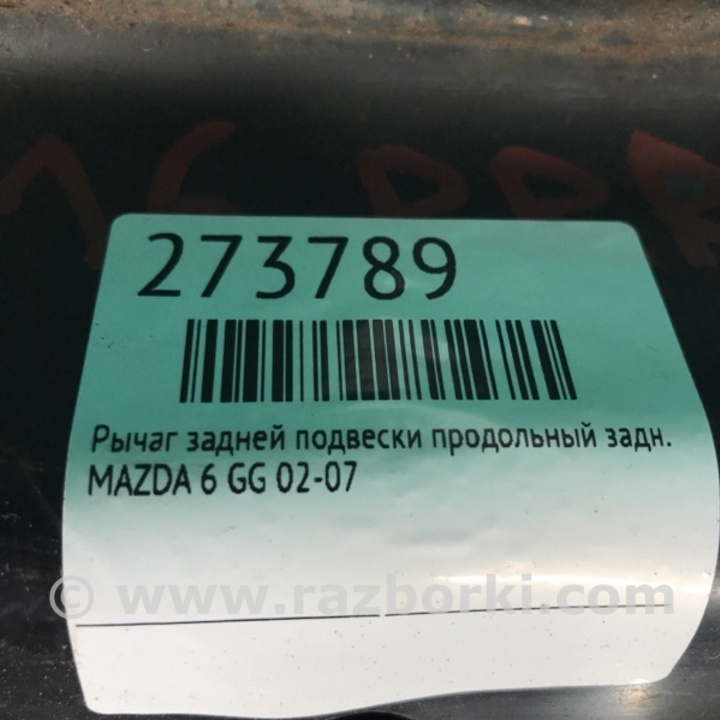 273789
Рычаг задней подвески продольный задн.
MAZDA 6 GG 02-07
© www.razborki.com